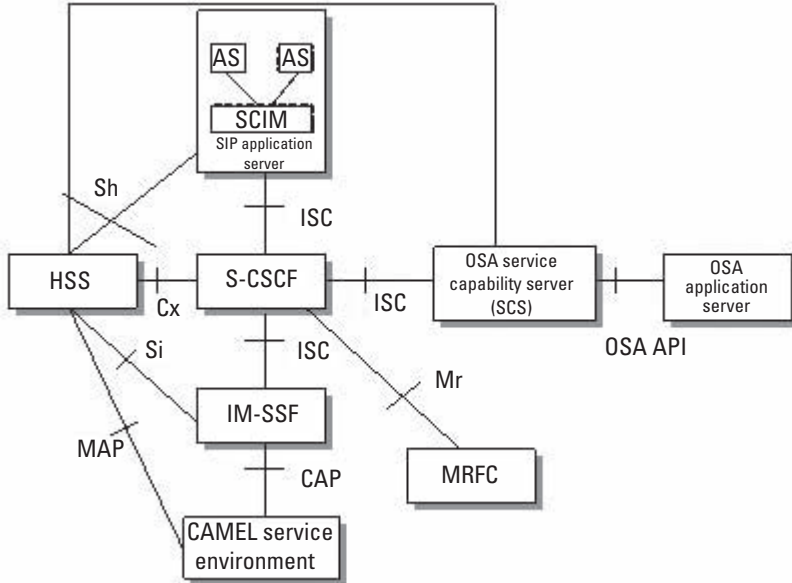 AS
AS
SCIM
SIP application
server
Sh
ISC
HSS
S-CSCF
OSA service
capability server
(SCS)
OSA
application
server
Cx
ISC
OSA API
Si
ISC
Mr
IM-SSF
MAP
CAP
MRFC
CAMEL service
environment